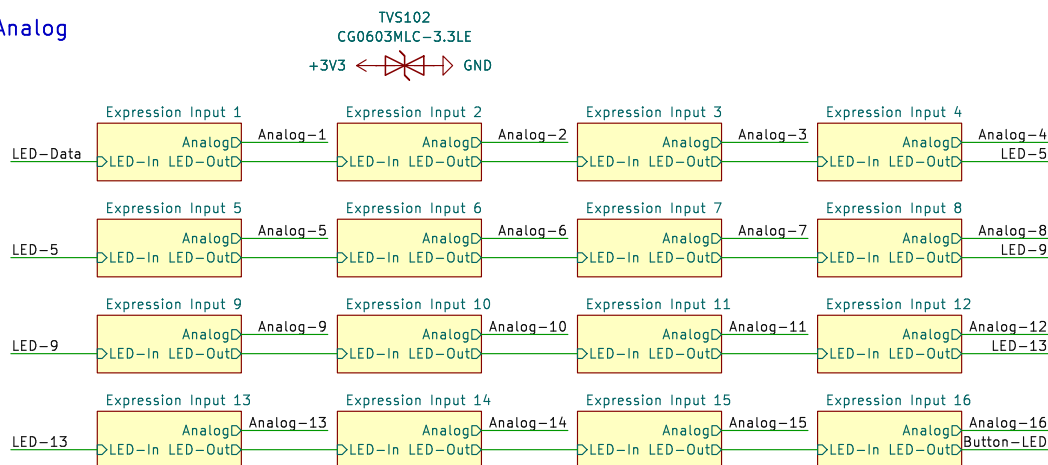 Analog
TVS102
CG0603MLC-3.3LE
+3V3 GND
Expression Input 1 Expression Input 2 Expression Input 3 Expression Input 4
Analog Analog-1 Analog Analog-2 Analog Analog-3 Analog Analog-4
LED-Data LED-In LED-Out LED-In LED-Out LED-In LED-Out LED-In LED-Out LED-5
Expression Input 5 Expression Input 6 Expression Input 7 Expression Input 8
Analog Analog-5 Analog Analog-6 Analog Analog-7 Analog Analog-8
LED-5 LED-In LED-Out LED-In LED-Out LED-In LED-Out LED-In LED-Out LED-9
Expression Input 9 Expression Input 10 Expression Input 11 Expression Input 12
Analog Analog-9 Analog Analog-10 Analog Analog-11 Analog Analog-12
LED-9 LED-In LED-Out LED-In LED-Out LED-In LED-Out LED-In LED-Out LED-13
Expression Input 13 Expression Input 14 Expression Input 15 Expression Input 16
Analog Analog-13 Analog Analog-14 Analog Analog-15 Analog Analog-16
LED-13 LED-In LED-Out LED-In LED-Out LED-In LED-Out LED-In LED-Out Button-LED